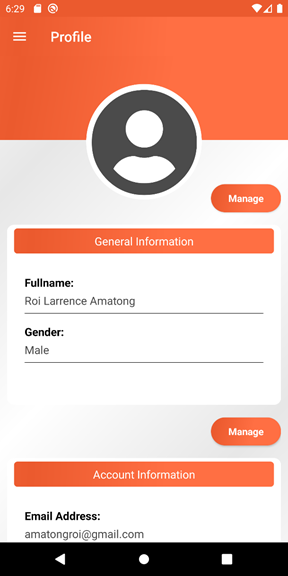 6:29
Profile
Manage
General Information
Fullname:
Roi Larrence Amatong
Gender:
Male
Manage
Account Information
Email Address:
amatongroi@gmail.com